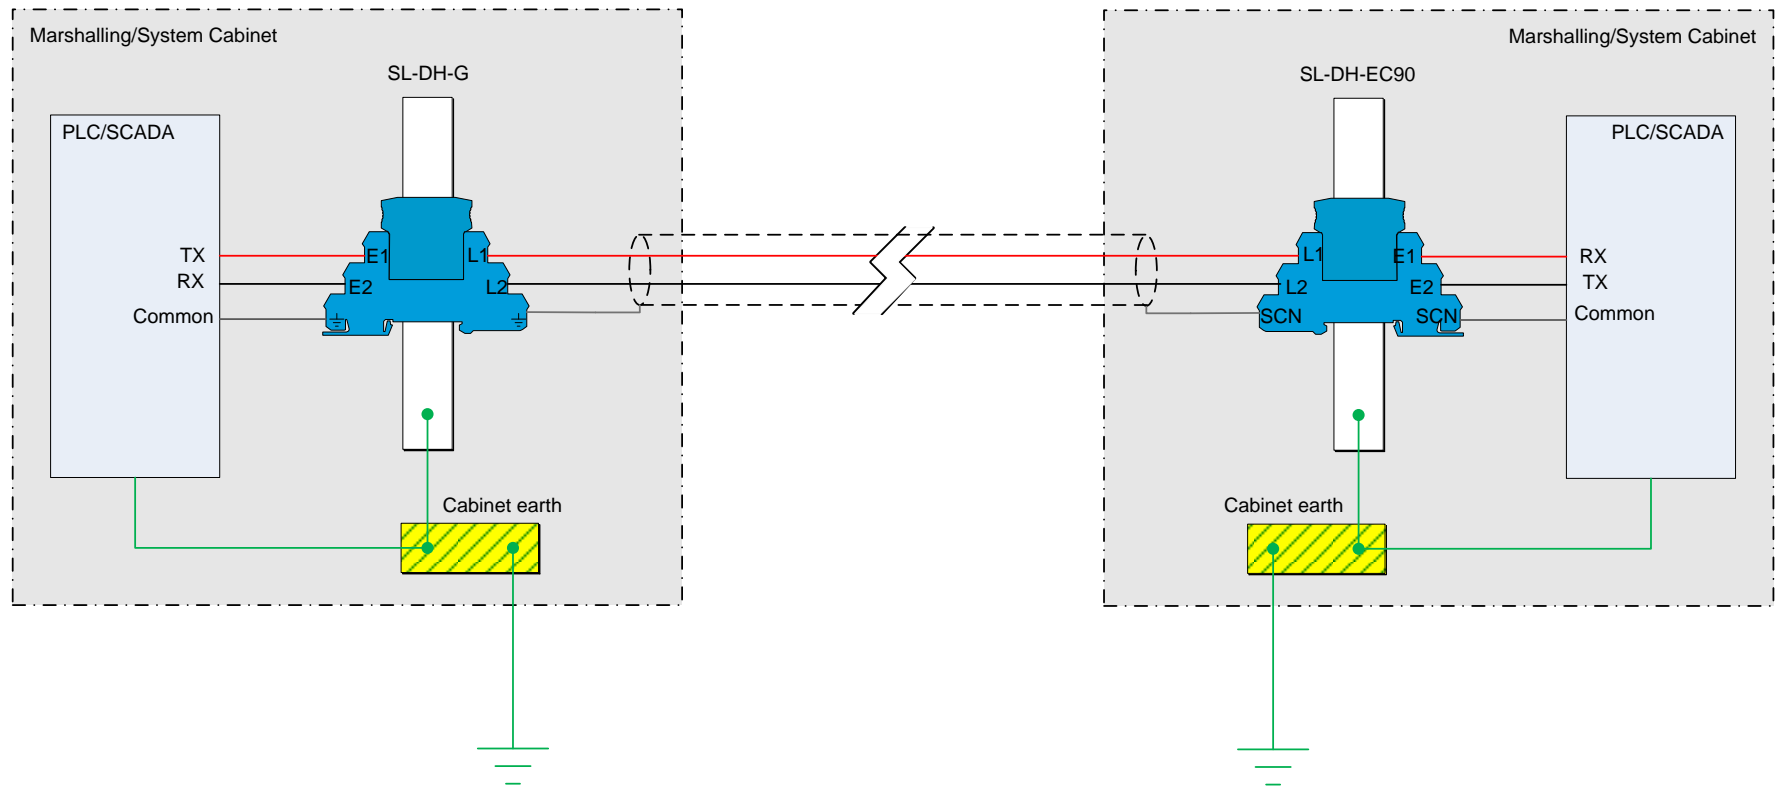 Marshalling/System Cabinet
SL-DH-G
PLC/SCADA
TX
RX
Common
E1
E2
L1
L2
Cabinet earth
Marshalling/System Cabinet
SL-DH-EC90
PLC/SCADA
L1
L2
SCN
E1
E2
SCN
RX
TX
Common
Cabinet earth